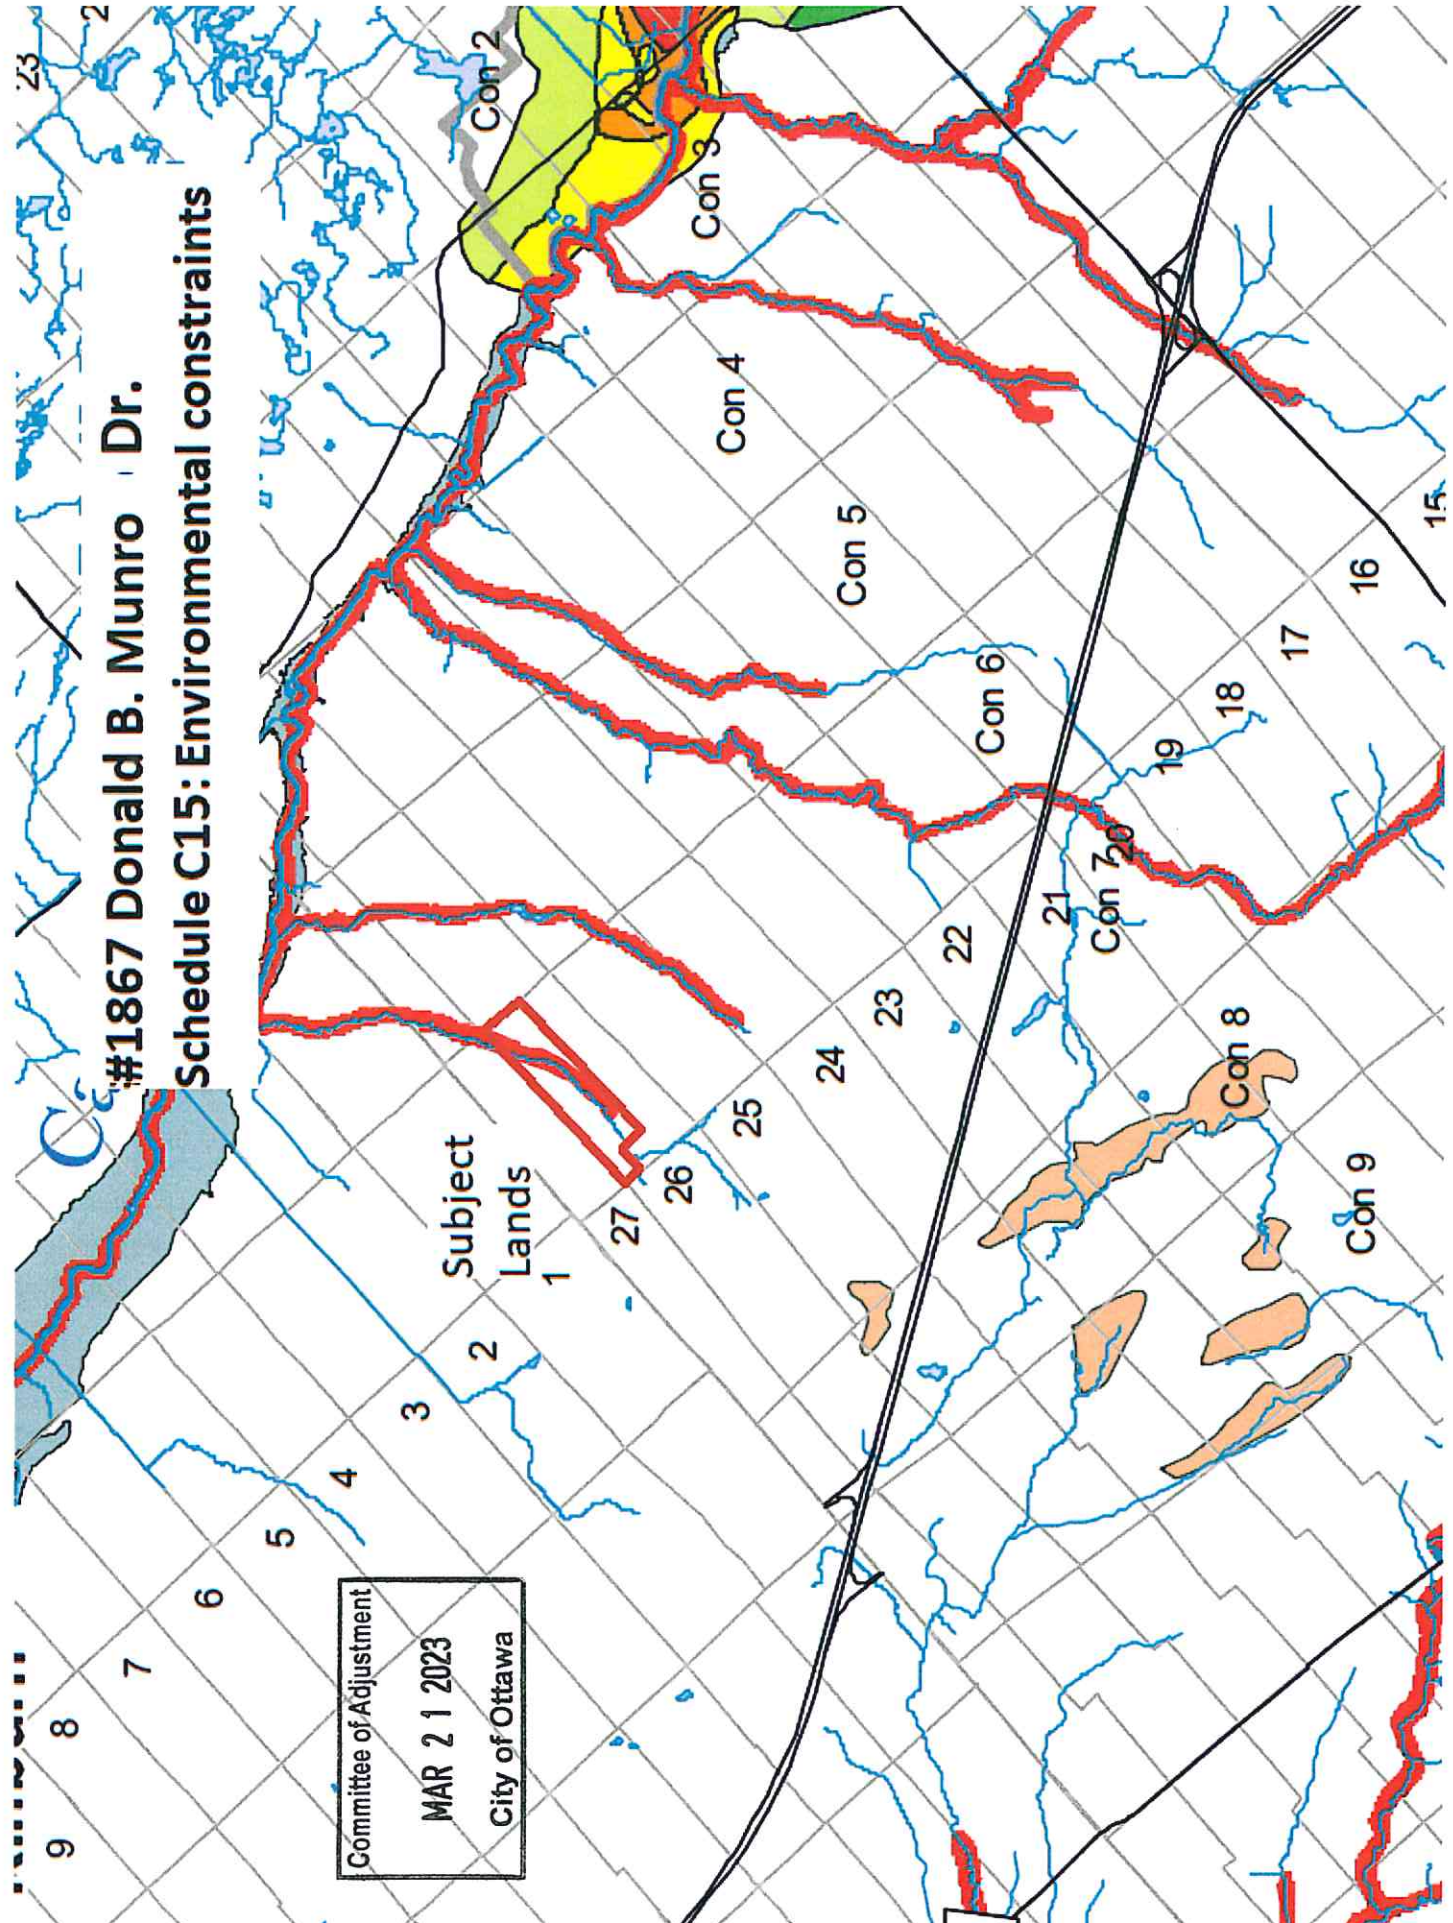 #1867 Donald B. Munro Dr.
Schedule C15: Environmental constraints
23
2
Con 2
Con 3
Con 4
Con 5
Con 6
Con 7
Con 8
Con 9
Subject
Lands
1
2
3
4
5
6
7
8
9
27
26
25
24
23
22
21
20
19
18
17
16
15
Committee of Adjustment
MAR 21 2023
City of Ottawa